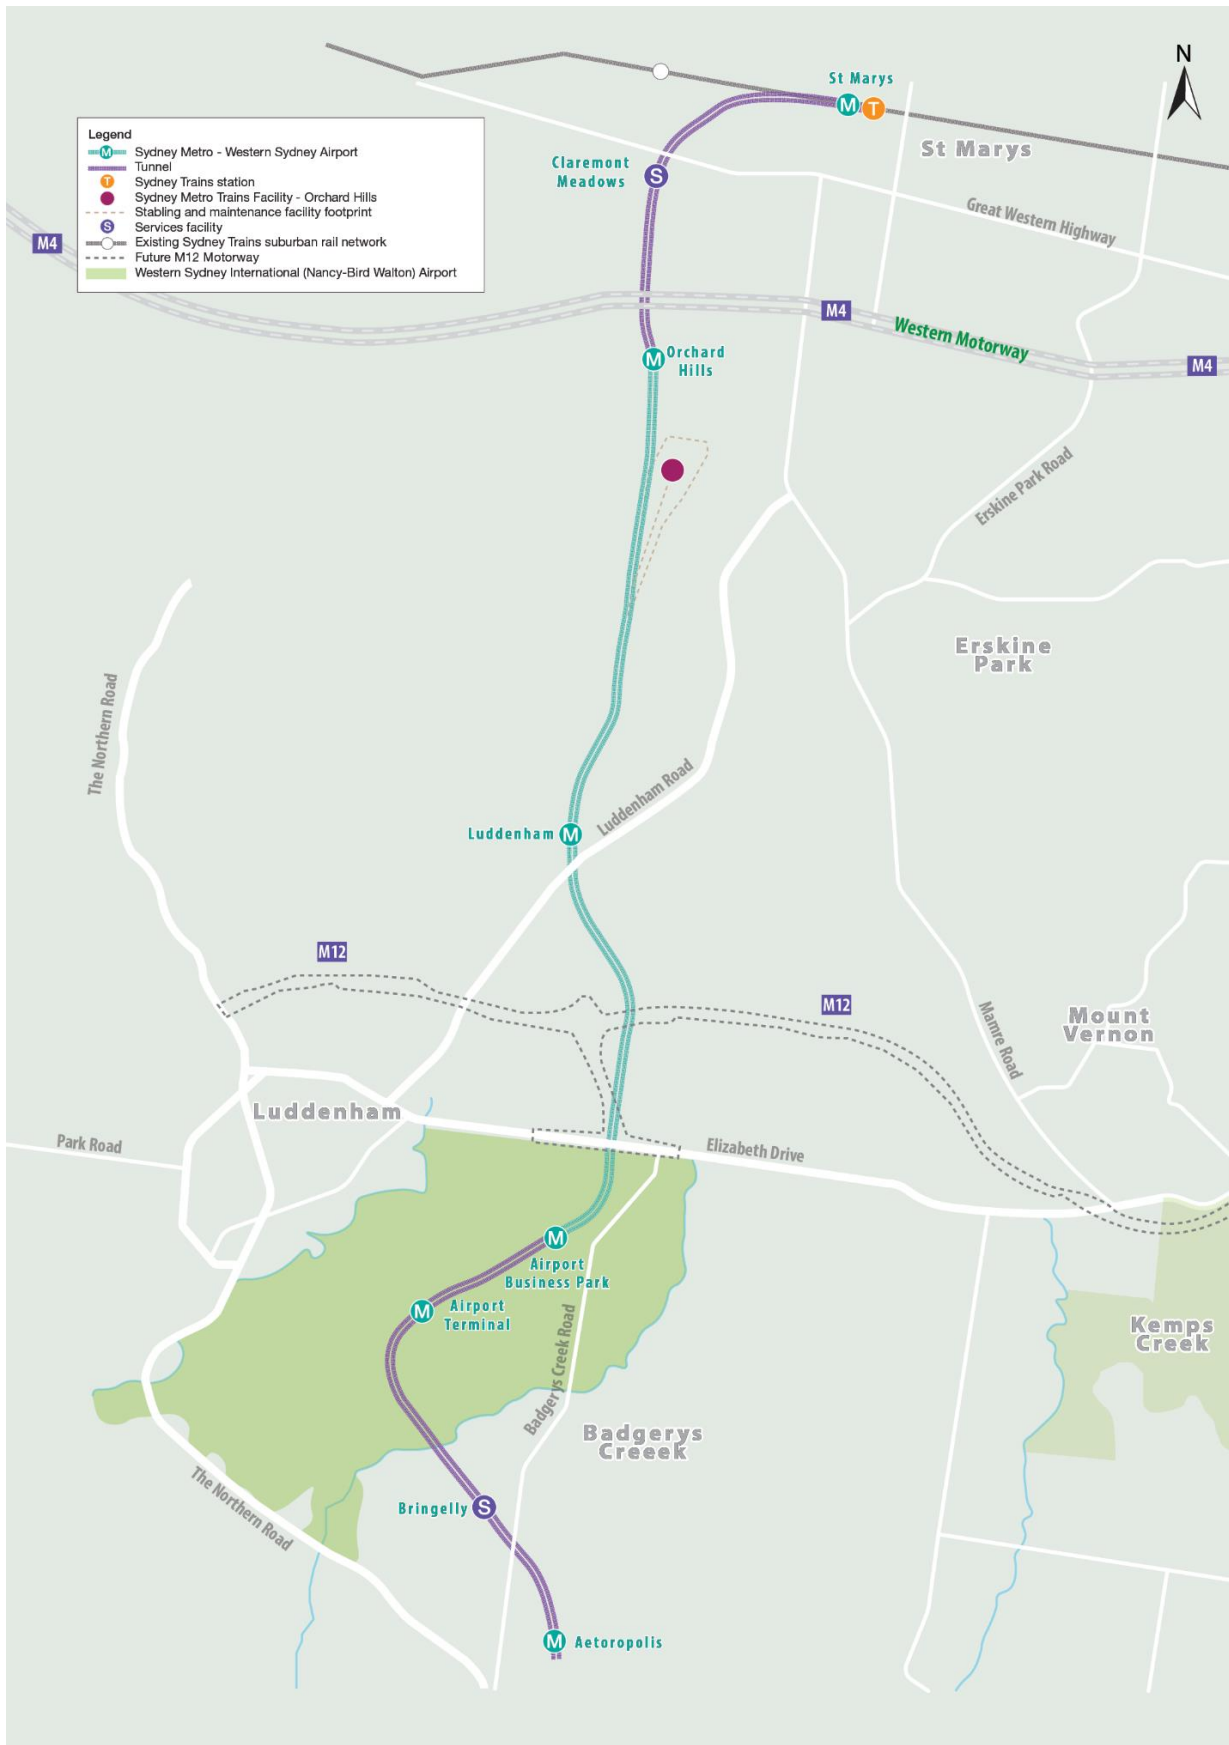 N
St Marys
M
T
St Marys
Legend
M Sydney Metro - Western Sydney Airport
Tunnel
T Sydney Trains station
Sydney Metro Trains Facility - Orchard Hills
Stabling and maintenance facility footprint
S Services facility
Existing Sydney Trains suburban rail network
Future M12 Motorway
Western Sydney International (Nancy-Bird Walton) Airport
Claremont
Meadows
S
Great Western Highway
M4
M4
Western Motorway
M4
M
Orchard
Hills
Erskine Park Road
Erskine
Park
The Northern Road
Luddenham
M
Luddenham Road
M12
M12
Mamre Road
Mount
Vernon
Luddenham
Park Road
Elizabeth Drive
M
Airport
Business Park
M
Airport
Terminal
Badgerys Creek Road
Kemps
Creek
Badgerys
Creeek
The Northern Road
Bringelly
S
M
Aetoropolis